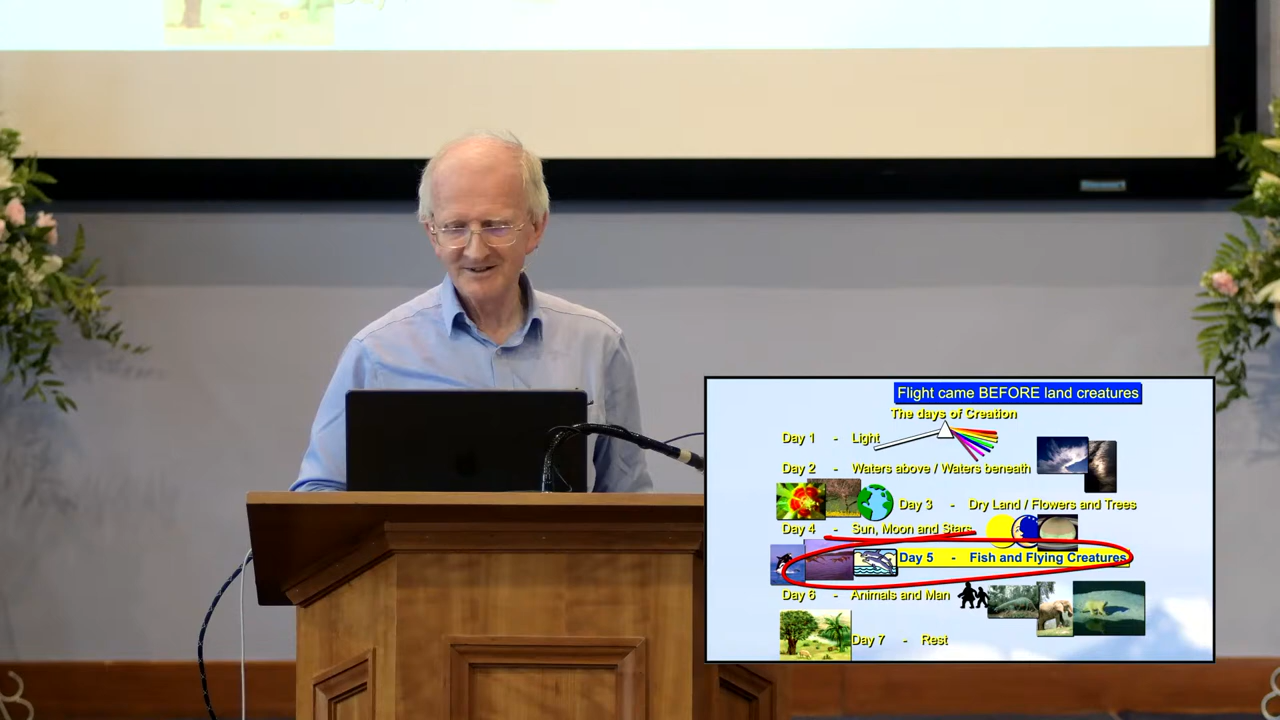 Flight came BEFORE land creatures
The days of Creation
Day 1 - Light
Day 2 - Waters above / Waters beneath
Day 3 - Dry Land / Flowers and Trees
Day 4 - Sun, Moon and Stars
Day 5 - Fish and Flying Creatures
Day 6 - Animals and Man
Day 7 - Rest